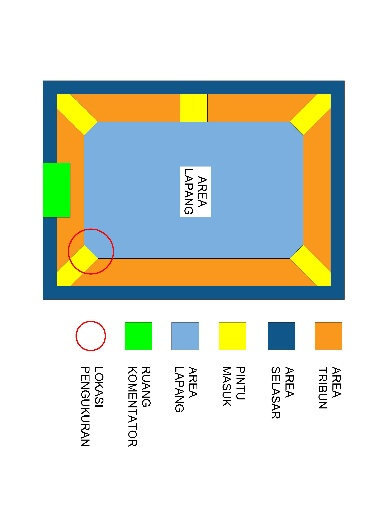 AREA
LAPANG
AREA
TRIBUN
AREA
SELASAR
PINTU
MASUK
AREA
LAPANG
RUANG
KOMENTATOR
LOKASI
PENGUKURAN